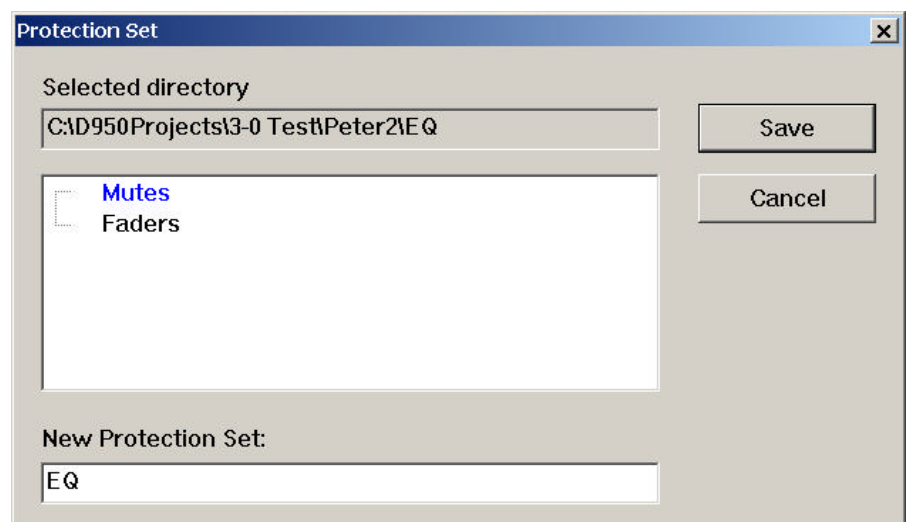 Protection Set
Selected directory
C:\D950Projects\3-0 Test\Peter2\EQ
Save
Mutes
Faders
Cancel
New Protection Set:
EQ